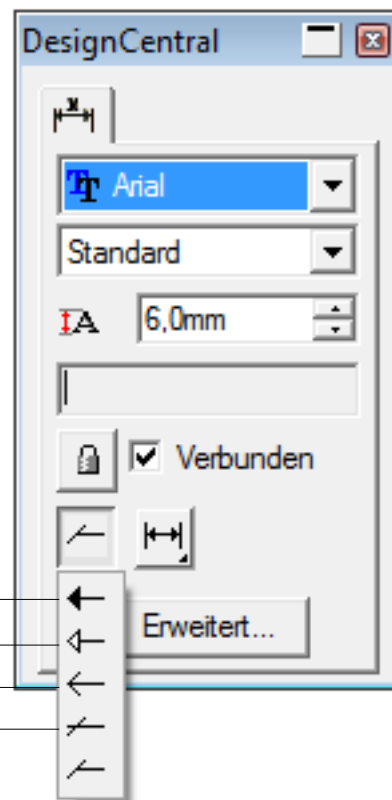 DesignCentral
Arial
Standard
6,0mm
Verbunden
Erweitert...